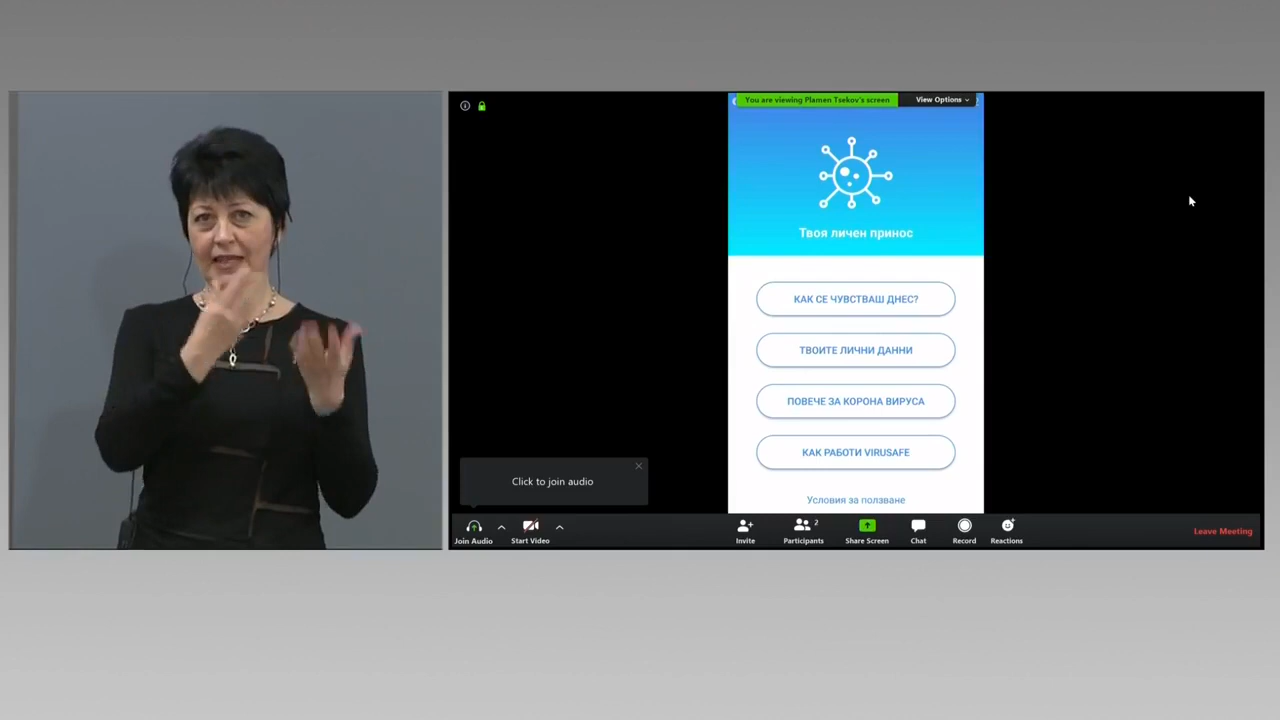 You are viewing Plamen Tsekov's screen
View Options
Твоя личен принос
КАК СЕ ЧУВСТВАШ ДНЕС?
ТВОИТЕ ЛИЧНИ ДАННИ
ПОВЕЧЕ ЗА КОРОНА ВИРУСА
КАК РАБОТИ VIRUSAFE
Условия за ползване
Click to join audio
Join Audio
Start Video
Invite
2
Participants
Share Screen
Chat
Record
Reactions
Leave Meeting